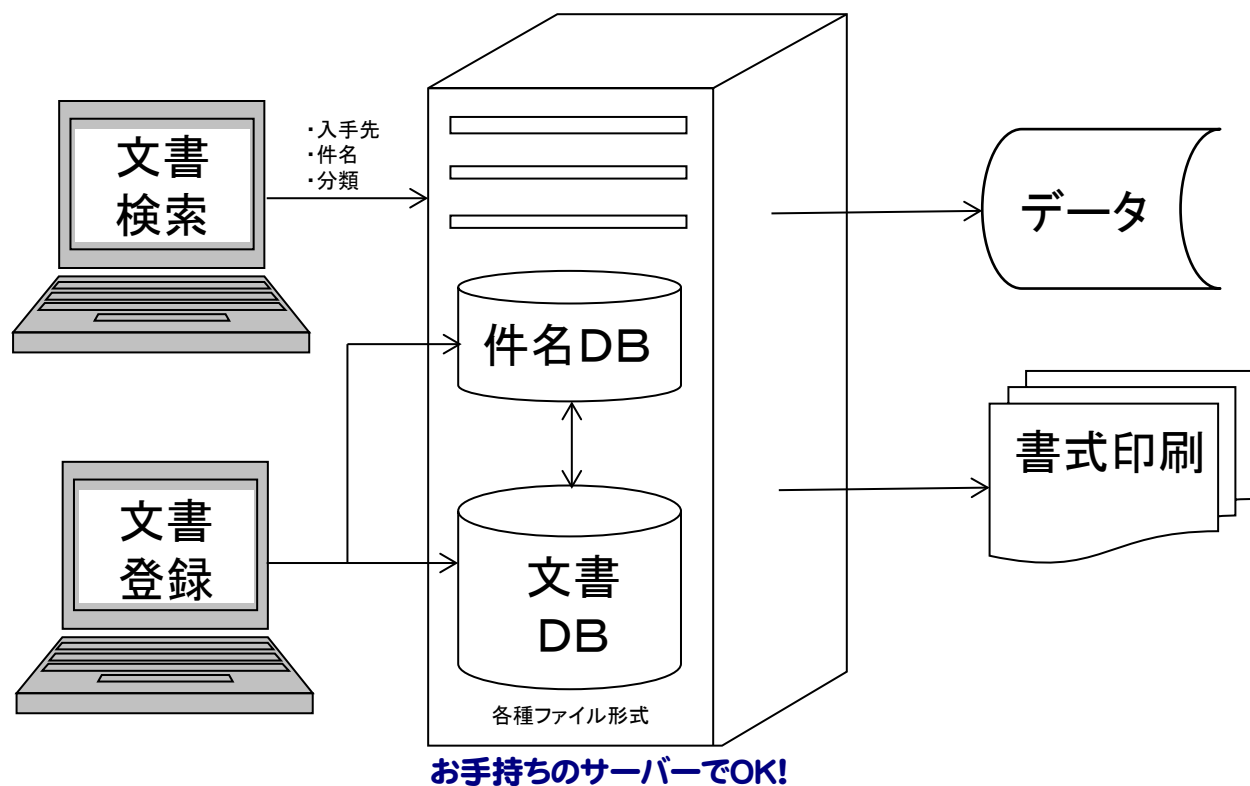 文書
検索
・入手先
・件名
・分類
データ
件名DB
書式印刷
文書
登録
文書
DB
各種ファイル形式
お手持ちのサーバーでOK!